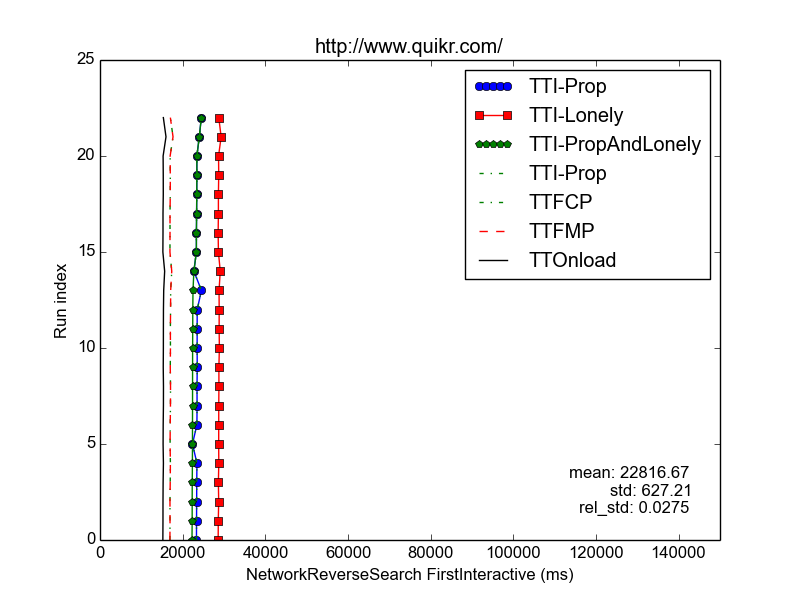 http://www.quikr.com/
25
20
15
10
5
0
Run index
TTI-Prop
TTI-Lonely
TTI-PropAndLonely
TTI-Prop
TTFCP
TTFMP
TTOnload
mean: 22816.67
std: 627.21
rel_std: 0.0275
0 20000 40000 60000 80000 100000 120000 140000
NetworkReverseSearch FirstInteractive (ms)